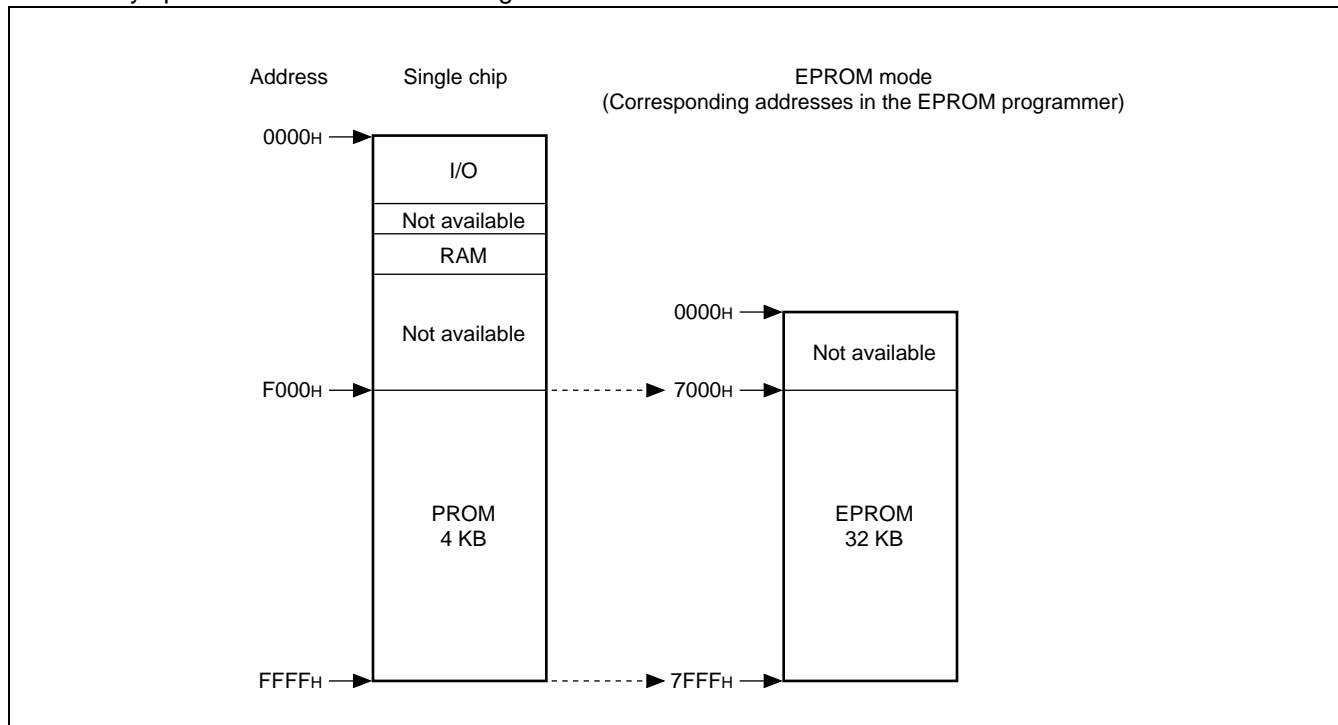 Address Single chip EPROM mode
(Corresponding addresses in the EPROM programmer)
0000H
I/O
Not available
RAM
0000H
Not available
Not available
F000H 7000H
PROM EPROM
4 KB 32 KB
FFFFH 7FFFH